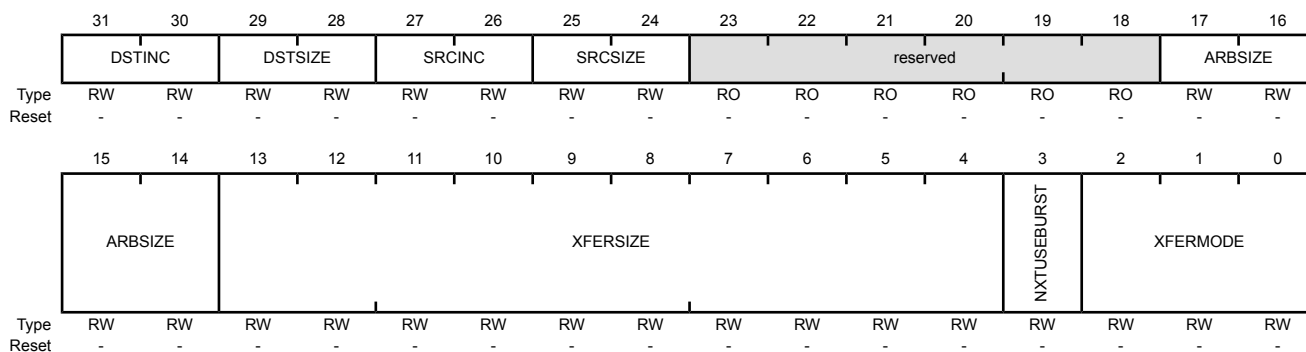 31 30 29 28 27 26 25 24 23 22 21 20 19 18 17 16
DSTINC DSTSIZE SRCINC SRCSIZE reserved ARBSIZE
Type RW RW RW RW RW RW RW RW RO RO RO RO RO RO RW RW
Reset - - - - - - - - - - - - - - - -
15 14 13 12 11 10 9 8 7 6 5 4 3 2 1 0
ARBSIZE XFERSIZE NXTUSEBURST XFERMODE
Type RW RW RW RW RW RW RW RW RW RW RW RW RW RW RW RW
Reset - - - - - - - - - - - - - - - -